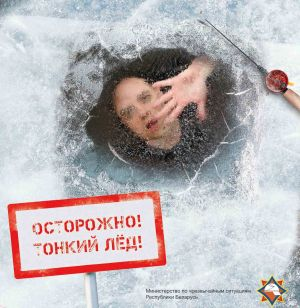 ОСТОРОЖНО!
ТОНКИЙ ЛЁД!
Министерство по чрезвычайным ситуациям
Республики Беларусь